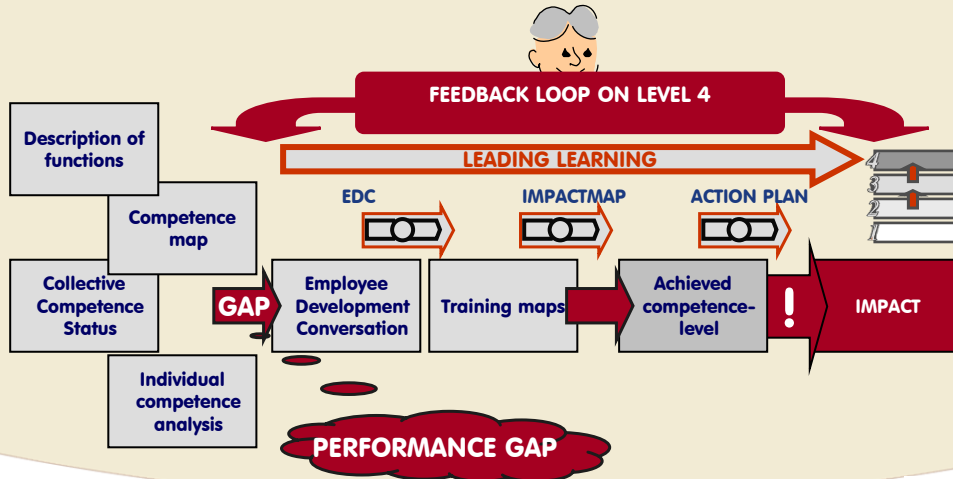 FEEDBACK LOOP ON LEVEL 4
LEADING LEARNING
4
3
2
1
EDC
IMPACTMAP
ACTION PLAN
Description of
functions
Competence
map
Collective
Competence
Status
Individual
competence
analysis
GAP
Employee
Development
Conversation
Training maps
Achieved
competence-
level
!
IMPACT
PERFORMANCE GAP